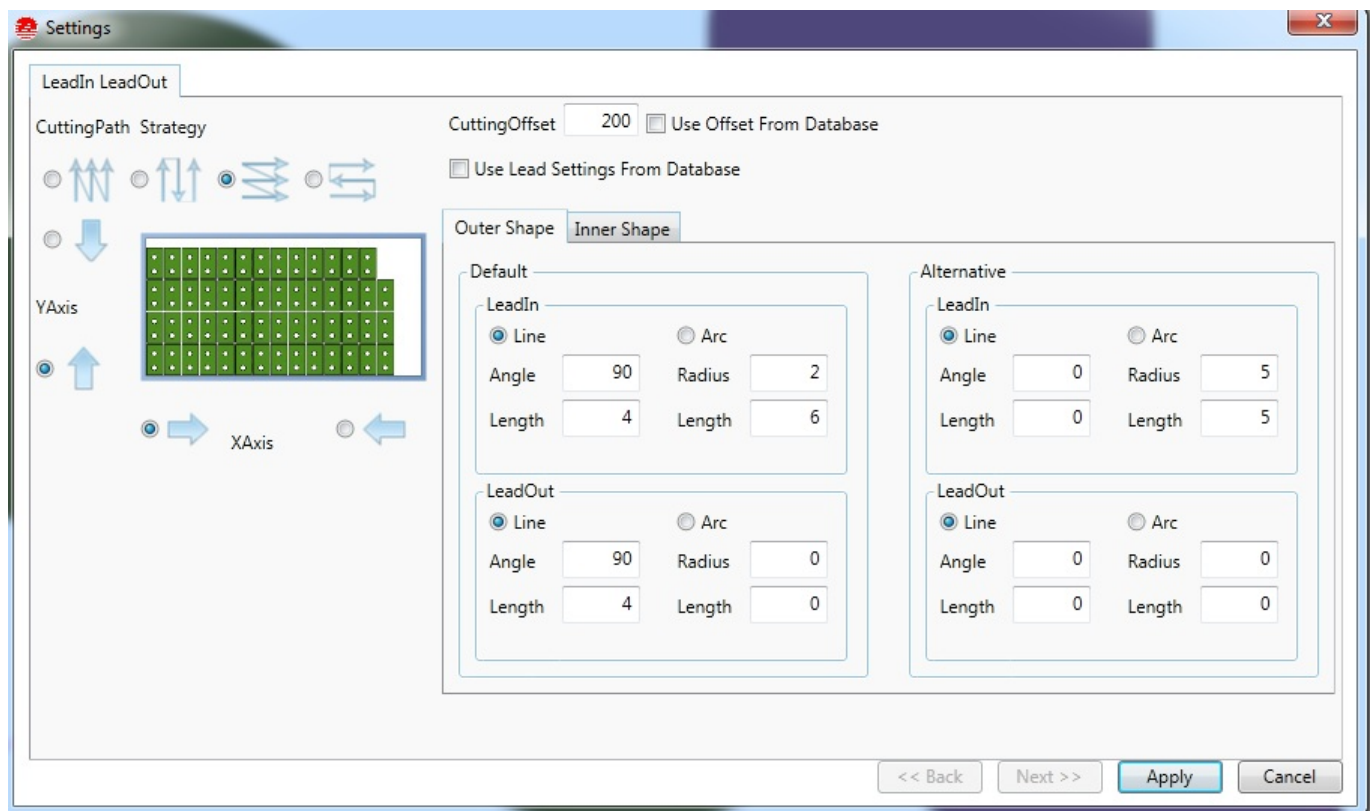 Settings
LeadIn LeadOut
CuttingPath Strategy
CuttingOffset 200 Use Offset From Database
Use Lead Settings From Database
YAxis
XAxis
Outer Shape Inner Shape
Default
LeadIn
Line Arc
Angle 90 Radius 2
Length 4 Length 6
LeadOut
Line Arc
Angle 90 Radius 0
Length 4 Length 0
Alternative
LeadIn
Line Arc
Angle 0 Radius 5
Length 0 Length 5
LeadOut
Line Arc
Angle 0 Radius 0
Length 0 Length 0
<< Back Next >> Apply Cancel